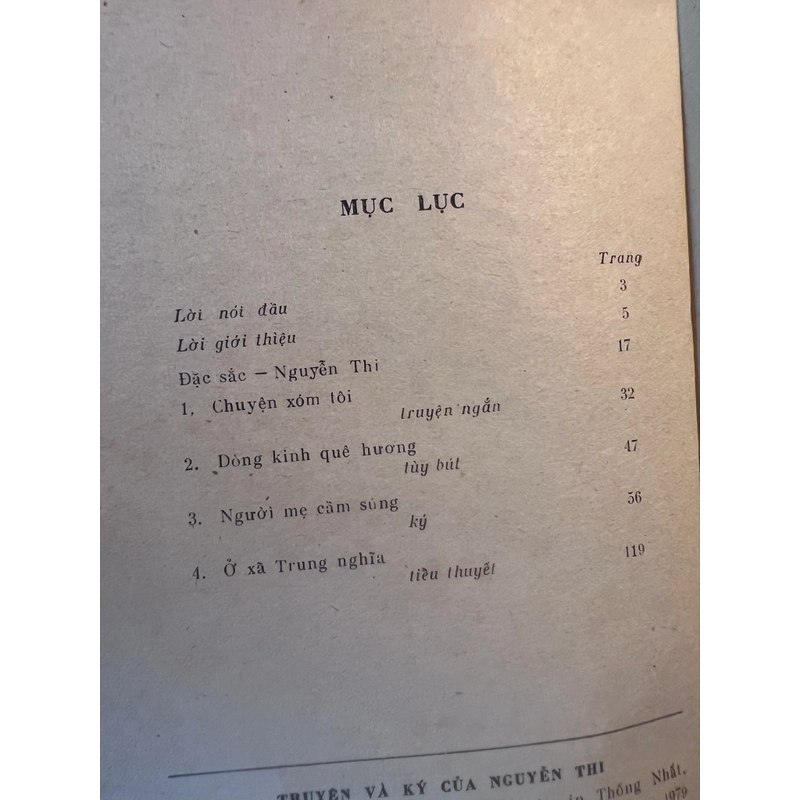 MỤC LỤC
Trang
Lời nói đầu 3
Lời giới thiệu 5
Đặc sắc — Nguyễn Thi 17
1. Chuyện xóm tôi
truyện ngắn 32
2. Dòng kinh quê hương 47
tùy bút
3. Người mẹ cầm súng 56
ký
4. Ở xã Trung nghĩa 119
tiều thuyết
TRUYỆN VÀ KÝ CỦA NGUYỄN THI
Thống Nhất,
1979